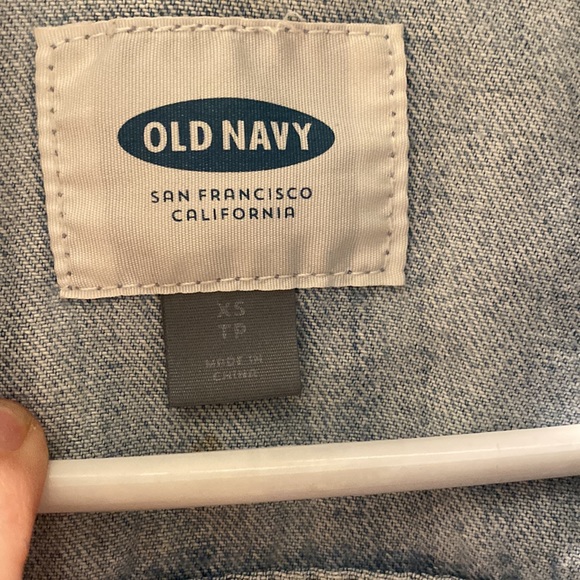 OLD NAVY
SAN FRANCISCO
CALIFORNIA
XS
TP
MADE IN
CHINA